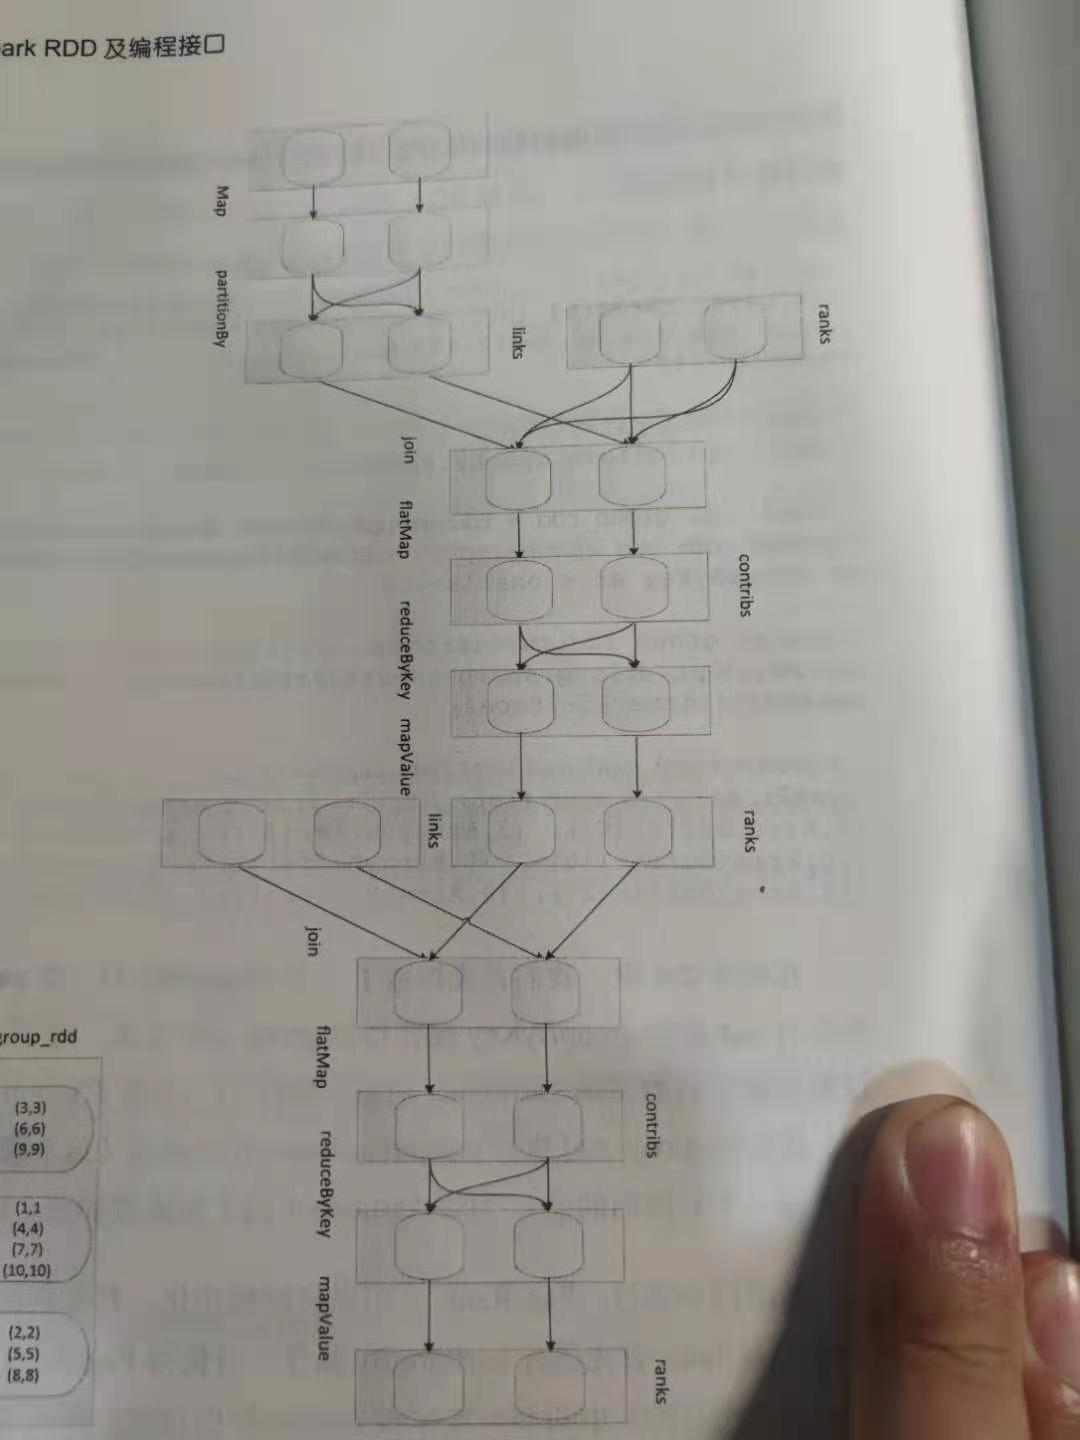 ark RDD 及编程接口
Map
partitionBy
links
ranks
join
flatMap
contribs
reduceByKey
mapValue
links
ranks
join
flatMap
contribs
reduceByKey
mapValue
ranks
group_rdd
(3,3)
(6,6)
(9,9)
(1,1
(4,4)
(7,7)
(10,10)
(2,2)
(5,5)
(8,8)